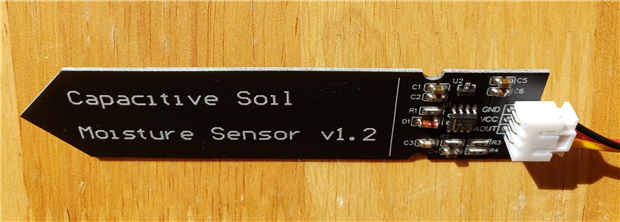 Capacitive Soil
Moisture Sensor v1.2
C1
C2
R1
D1
C3
U2
C5
C6
GND
VCC
AOUT
R3
R4